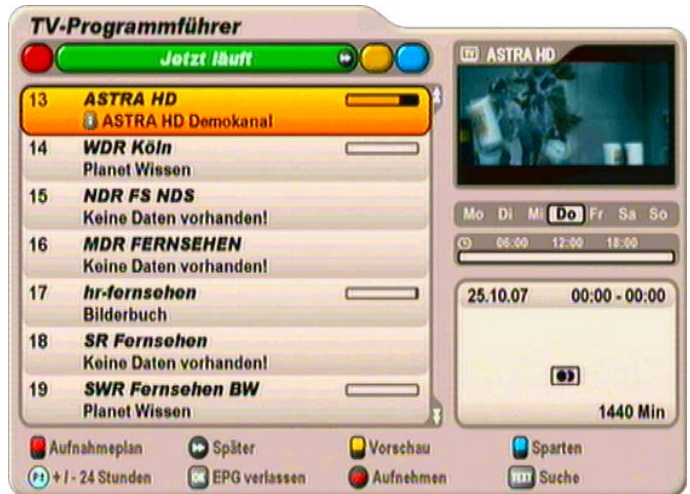 TV-Programmführer
Jetzt läuft
TV ASTRA HD
13 ASTRA HD
ASTRA HD Demokanal
14 WDR Köln
Planet Wissen
15 NDR FS NDS
Keine Daten vorhanden!
16 MDR FERNSEHEN
Keine Daten vorhanden!
17 hr-fernsehen
Bilderbuch
18 SR Fernsehen
Keine Daten vorhanden!
19 SWR Fernsehen BW
Planet Wissen
Mo Di Mi Do Fr Sa So
06:00 12:00 18:00
25.10.07 00:00 - 00:00
1440 Min
Aufnahmeplan Später Vorschau Sparten
P± + / - 24 Stunden OK EPG verlassen Aufnehmen TEXT Suche